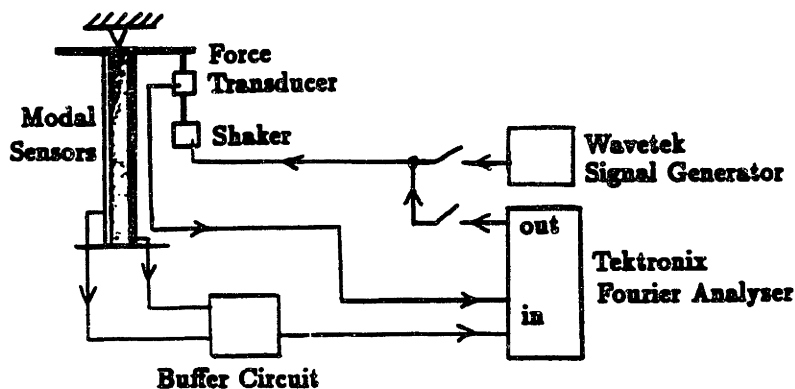 Force
Transducer
Modal
Sensors
Shaker
Wavetek
Signal Generator
out
Tektronix
Fourier Analyser
in
Buffer Circuit